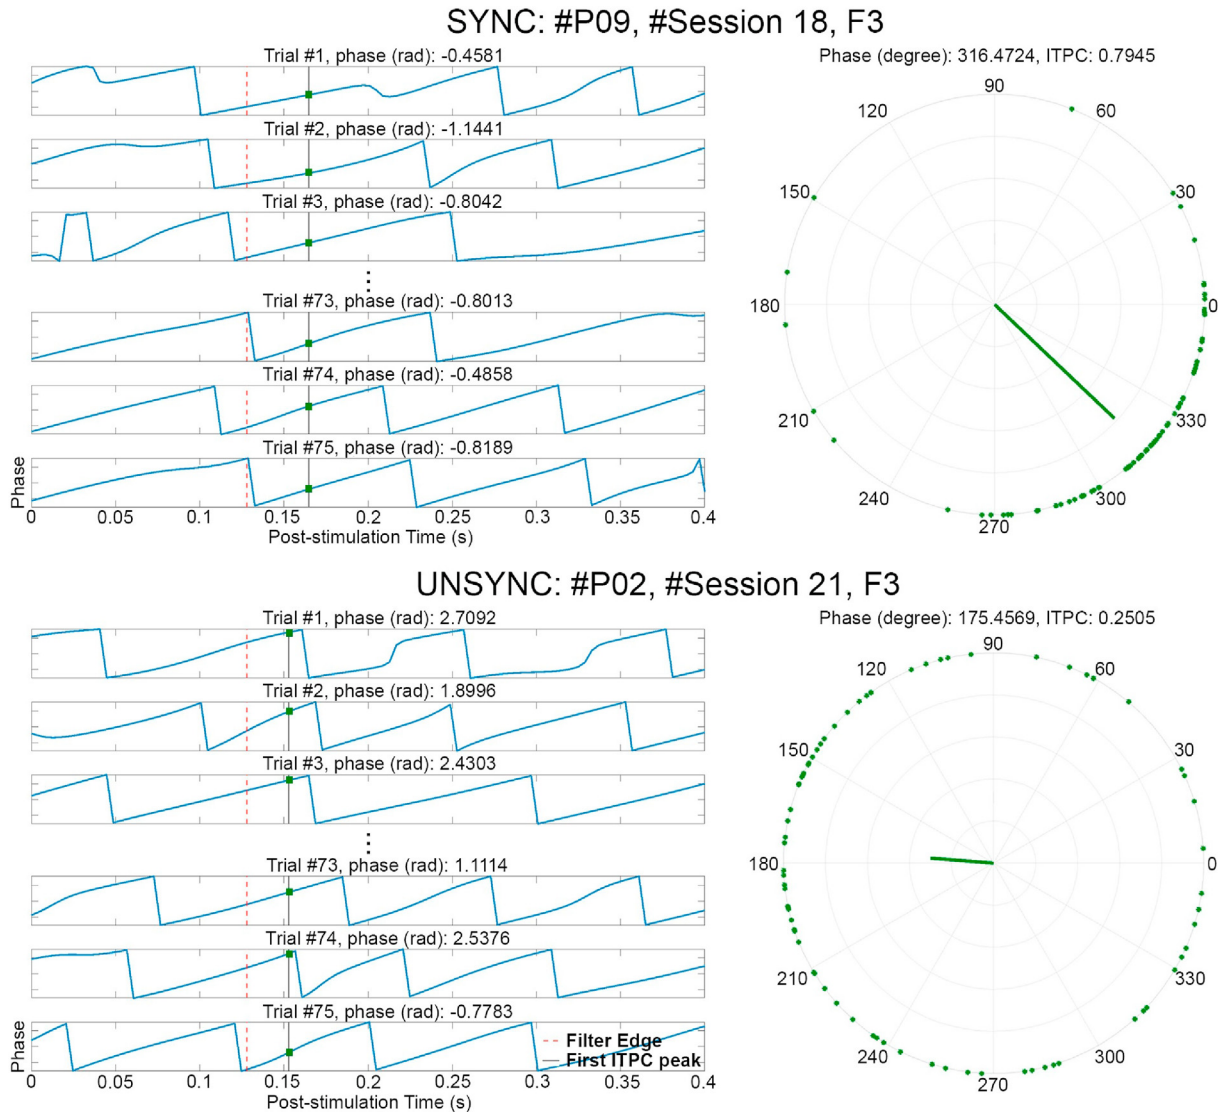 SYNC: #P09, #Session 18, F3
Trial #1, phase (rad): -0.4581
Trial #2, phase (rad): -1.1441
Trial #3, phase (rad): -0.8042
⋮
Trial #73, phase (rad): -0.8013
Trial #74, phase (rad): -0.4858
Trial #75, phase (rad): -0.8189
Phase
0 0.05 0.1 0.15 0.2 0.25 0.3 0.35 0.4
Post-stimulation Time (s)
Phase (degree): 316.4724, ITPC: 0.7945
90
120 60
150 30
180 0
210 330
240 300
270
UNSYNC: #P02, #Session 21, F3
Trial #1, phase (rad): 2.7092
Trial #2, phase (rad): 1.8996
Trial #3, phase (rad): 2.4303
⋮
Trial #73, phase (rad): 1.1114
Trial #74, phase (rad): 2.5376
Trial #75, phase (rad): -0.7783
Filter Edge
First ITPC peak
Phase
0 0.05 0.1 0.15 0.2 0.25 0.3 0.35 0.4
Post-stimulation Time (s)
Phase (degree): 175.4569, ITPC: 0.2505
90
120 60
150 30
180 0
210 330
240 300
270